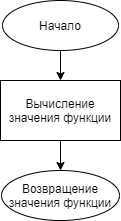 Начало
Вычисление
значения функции
Возвращение
значения функции